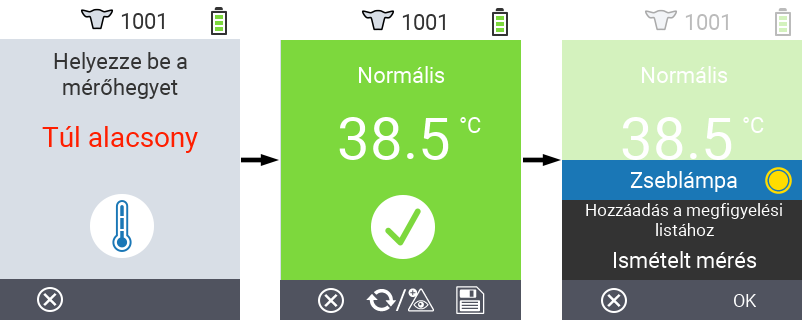 1001
Helyezze be a
mérőhegyet
Túl alacsony
1001
Normális
38.5 °C
1001
Normális
38.5 °C
Zseblámpa
Hozzáadás a megfigyelési
listához
Ismételt mérés
OK